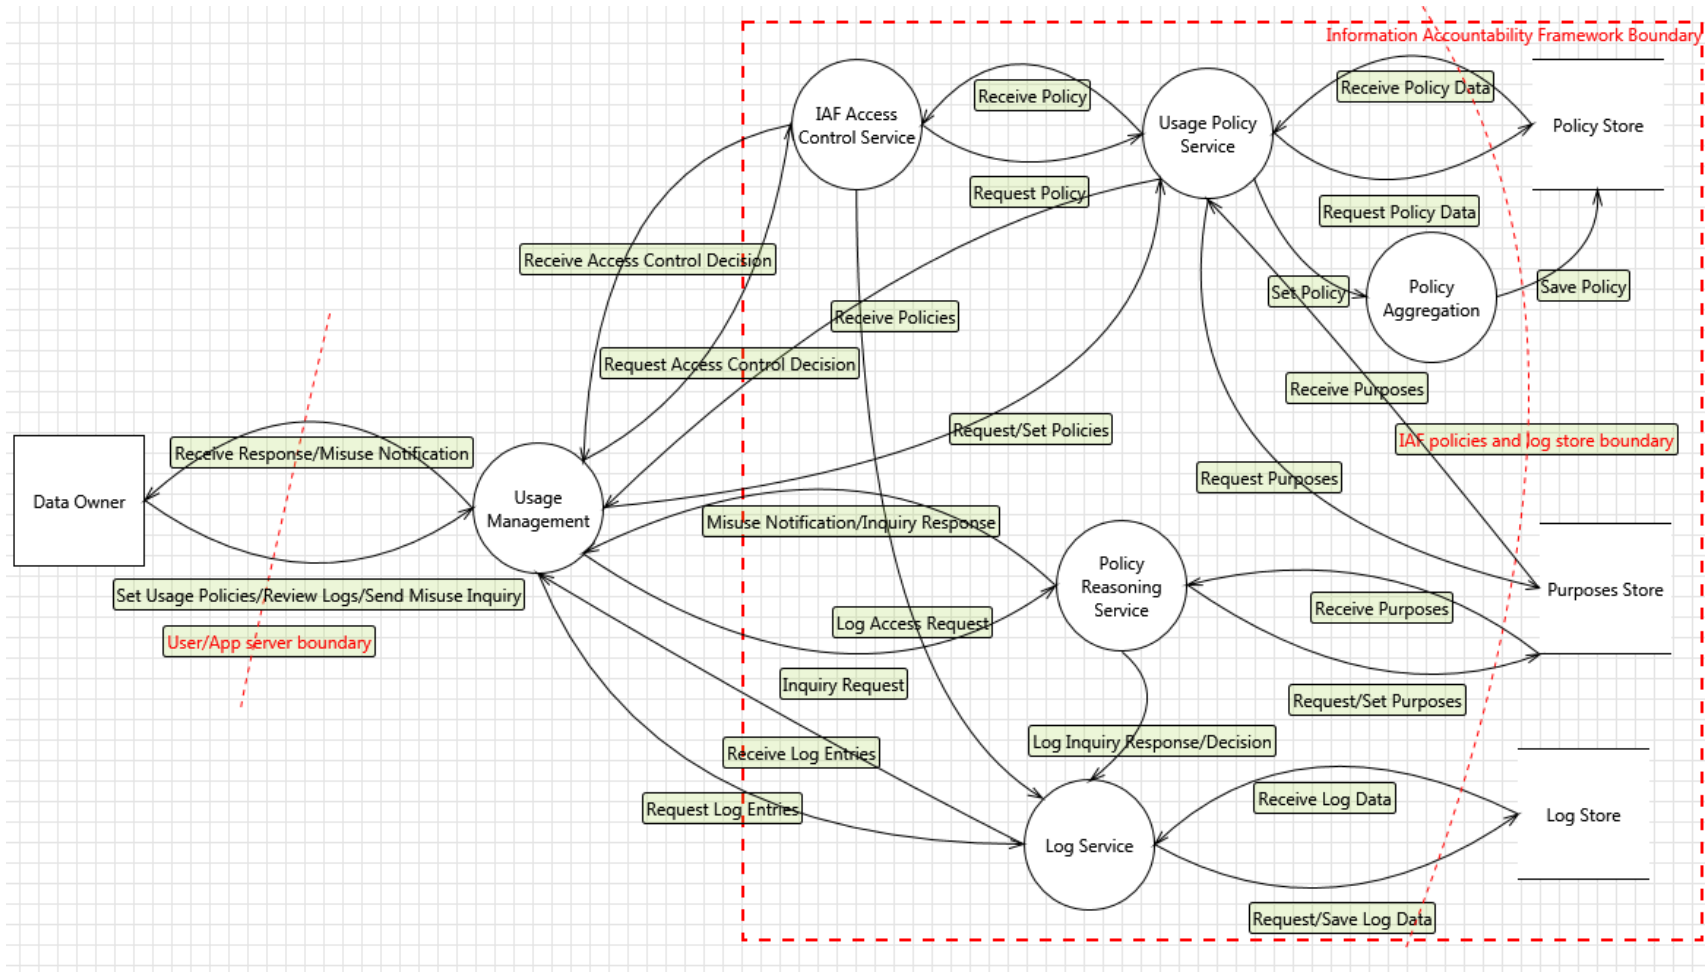 Information Accountability Framework Boundary
Receive Policy Data
Receive Policy
IAF Access
Control Service
Usage Policy
Service
Policy Store
Request Policy
Request Policy Data
Receive Access Control Decision
Set Policy
Policy
Aggregation
Save Policy
Receive Policies
Request Access Control Decision
Receive Purposes
Request/Set Policies
IAF policies and log store boundary
Receive Response/Misuse Notification
Request Purposes
Data Owner
Usage
Management
Misuse Notification/Inquiry Response
Policy
Reasoning
Service
Purposes Store
Set Usage Policies/Review Logs/Send Misuse Inquiry
Receive Purposes
Log Access Request
User/App server boundary
Inquiry Request
Request/Set Purposes
Log Inquiry Response/Decision
Receive Log Entries
Receive Log Data
Request Log Entries
Log Store
Log Service
Request/Save Log Data